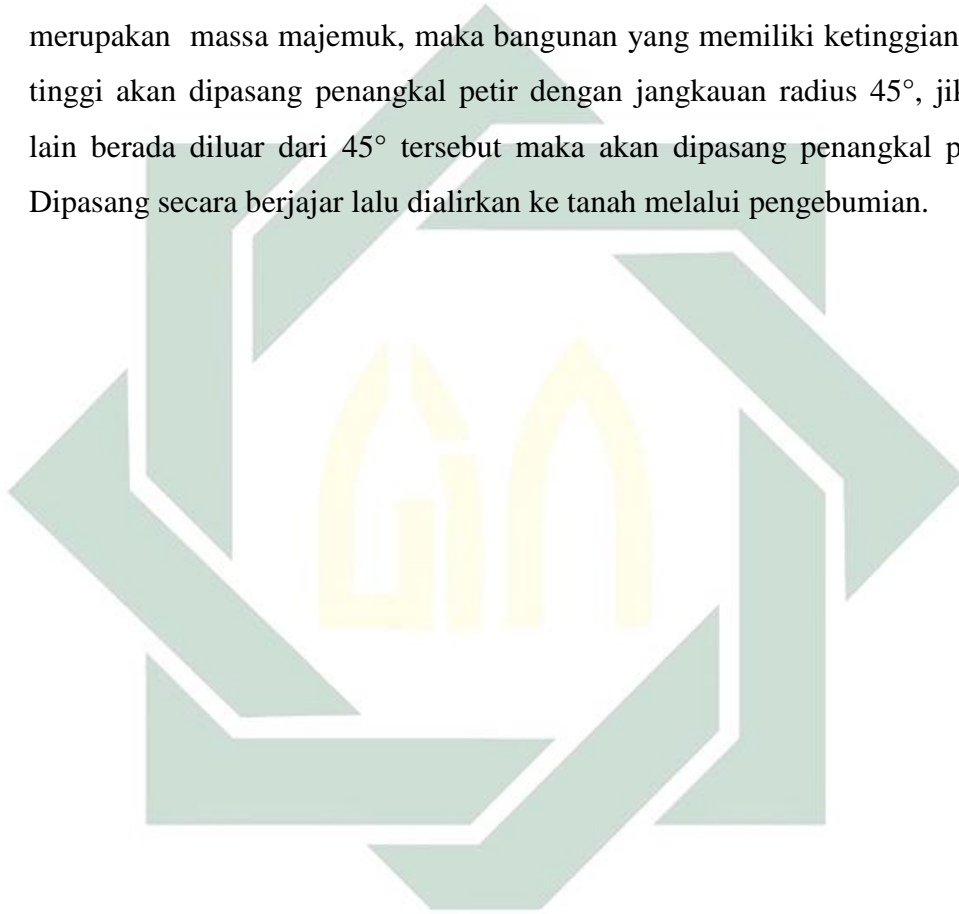 merupakan massa majemuk, maka bangunan yang memiliki ketinggian
tinggi akan dipasang penangkal petir dengan jangkauan radius 45°,
lain berada diluar dari 45° tersebut maka akan dipasang penangkal
Dipasang secara berjajar lalu dialirkan ke tanah melalui pengebumian.